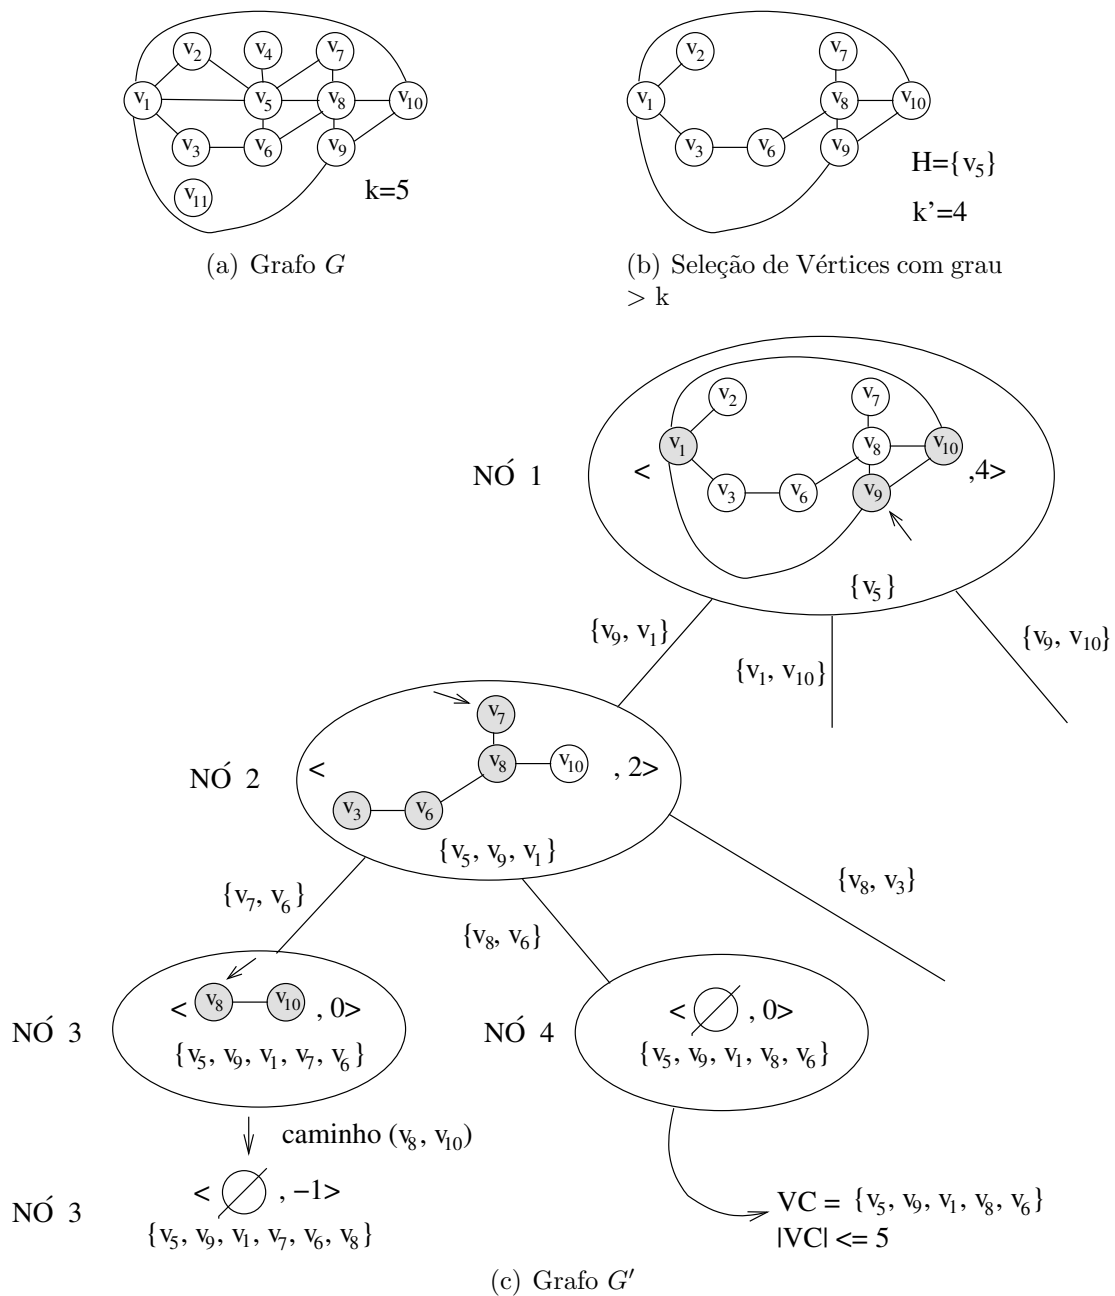 v2 v4 v7
v1 v5 v8 v10
v3 v6 v9
v11
k=5
(a) Grafo G
v2 v7
v1 v8 v10
v3 v6 v9
H={v5}
k'=4
(b) Seleção de Vértices com grau
> k
NÓ 1
v2 v7
< v1 v8 v10 ,4>
v3 v6 v9
{v5}
{v9, v1}
{v1, v10}
{v9, v10}
NÓ 2
v7
< v8 v10 , 2>
v3 v6
{v5, v9, v1}
{v7, v6}
{v8, v6}
{v8, v3}
NÓ 3
< v8 v10 , 0>
{v5, v9, v1, v7, v6}
NÓ 4
< ∅ , 0>
{v5, v9, v1, v8, v6}
caminho (v8, v10)
NÓ 3
< ∅ , −1>
{v5, v9, v1, v7, v6, v8}
VC = {v5, v9, v1, v8, v6}
|VC| <= 5
(c) Grafo G′